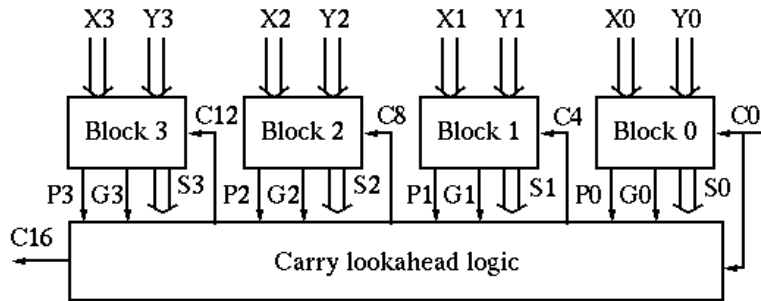 X3 Y3 X2 Y2 X1 Y1 X0 Y0
C12 C8 C4 C0
Block 3 Block 2 Block 1 Block 0
P3 G3 S3 P2 G2 S2 P1 G1 S1 P0 G0 S0
C16
Carry lookahead logic